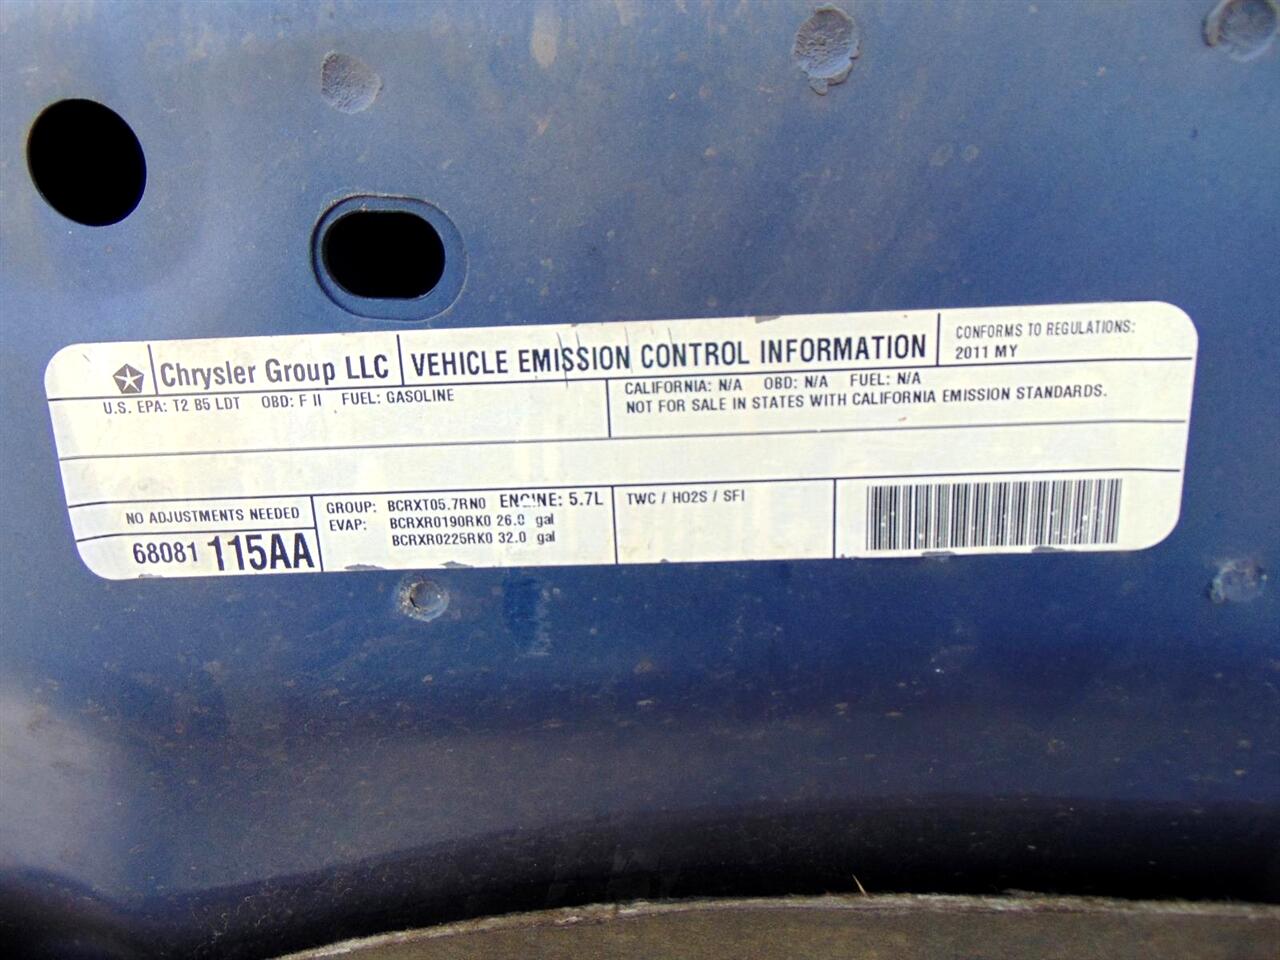 Chrysler Group LLC VEHICLE EMISSION CONTROL INFORMATION
CONFORMS TO REGULATIONS:
2011 MY
U.S. EPA: T2 B5 LDT OBD: F II FUEL: GASOLINE
CALIFORNIA: N/A OBD: N/A FUEL: N/A
NOT FOR SALE IN STATES WITH CALIFORNIA EMISSION STANDARDS.
NO ADJUSTMENTS NEEDED
68081 115AA
GROUP: BCRXT05.7RN0 ENGINE: 5.7L
EVAP: BCRXR0190RK0 26.0 gal
BCRXR0225RK0 32.0 gal
TWC / HO2S / SFI